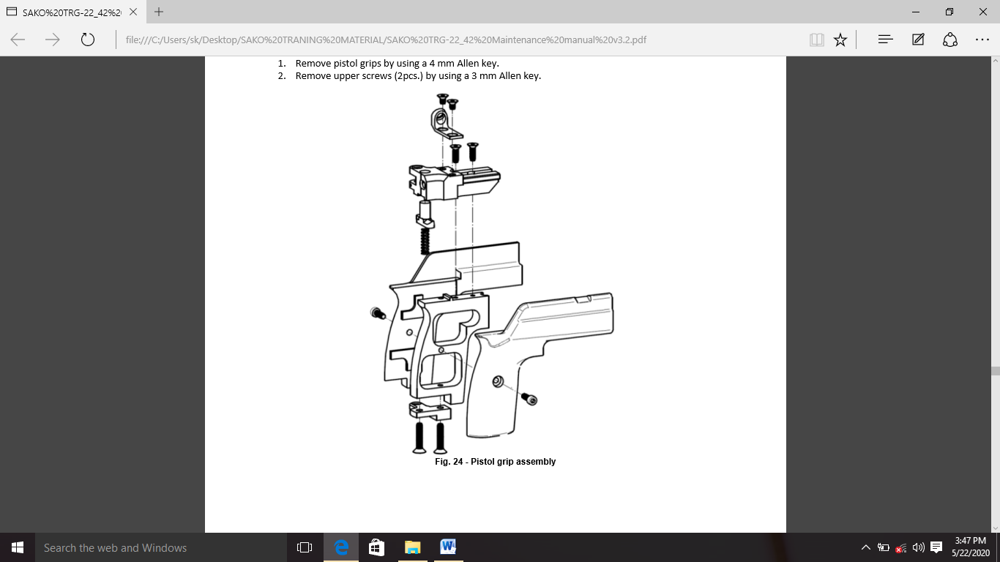 SAKO%20TRG-22_42%20
file:///C:/Users/sk/Desktop/SAKO%20TRANING%20MATERIAL/SAKO%20TRG-22_42%20Maintenance%20manual%20v3.2.pdf
1. Remove pistol grips by using a 4 mm Allen key.
2. Remove upper screws (2pcs.) by using a 3 mm Allen key.
Fig. 24 - Pistol grip assembly
Search the web and Windows
3:47 PM
5/22/2020